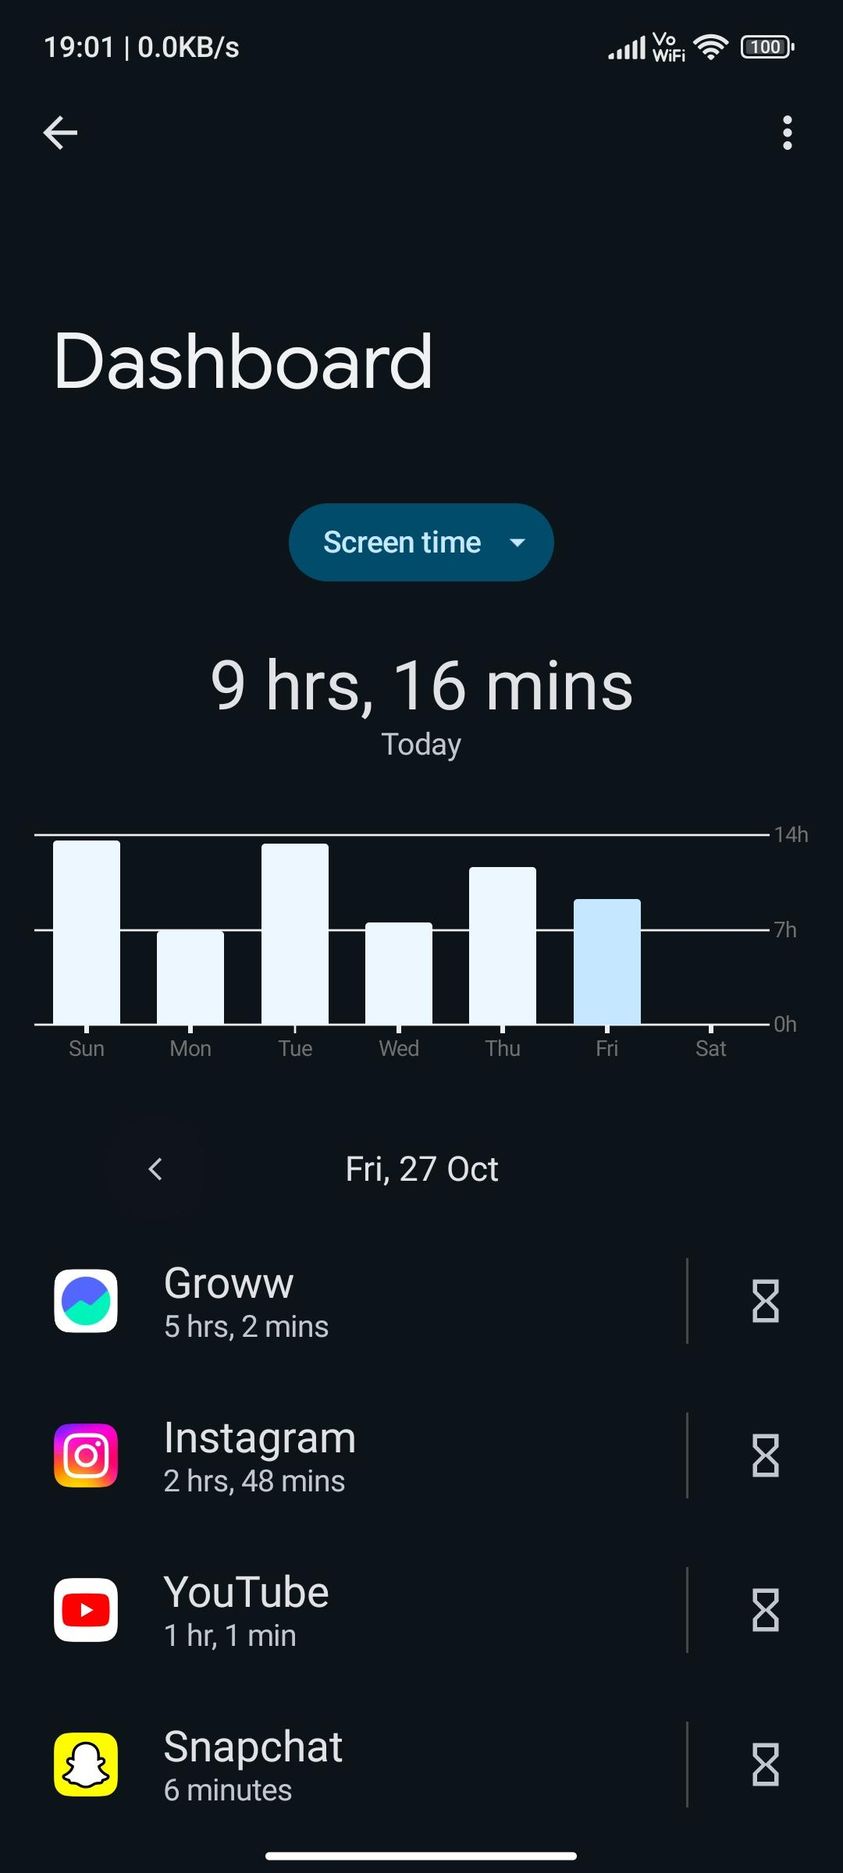 19:01 | 0.0KB/s Vo WiFi 100
Dashboard
Screen time
9 hrs, 16 mins
Today
14h
7h
0h
Sun Mon Tue Wed Thu Fri Sat
Fri, 27 Oct
Groww
5 hrs, 2 mins
Instagram
2 hrs, 48 mins
YouTube
1 hr, 1 min
Snapchat
6 minutes